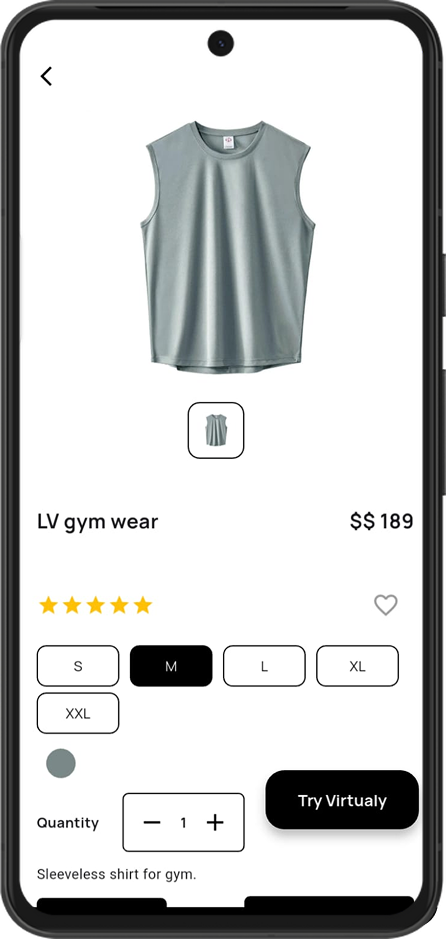 LV gym wear
$$ 189
S
M
L
XL
XXL
Try Virtualy
Quantity
1
Sleeveless shirt for gym.